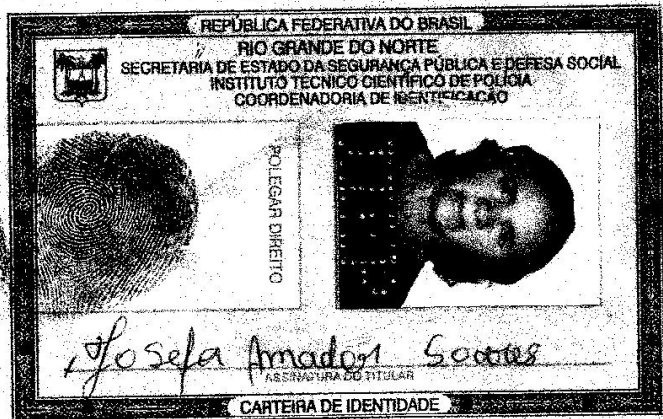 REPÚBLICA FEDERATIVA DO BRASIL
RIO GRANDE DO NORTE
SECRETARIA DE ESTADO DA SEGURANÇA PÚBLICA E DEFESA SOCIAL
INSTITUTO TÉCNICO CIENTÍFICO DE POLÍCIA
COORDENADORIA DE IDENTIFICAÇÃO
POLEGAR DIREITO
Josefa Amador Soares
ASSINATURA DO TITULAR
CARTEIRA DE IDENTIDADE